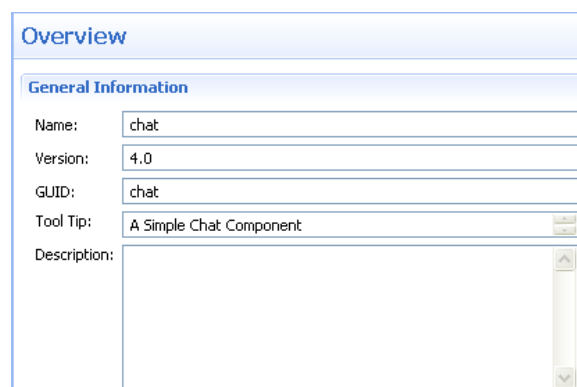 Overview
General Information
Name: chat
Version: 4.0
GUID: chat
Tool Tip: A Simple Chat Component
Description: